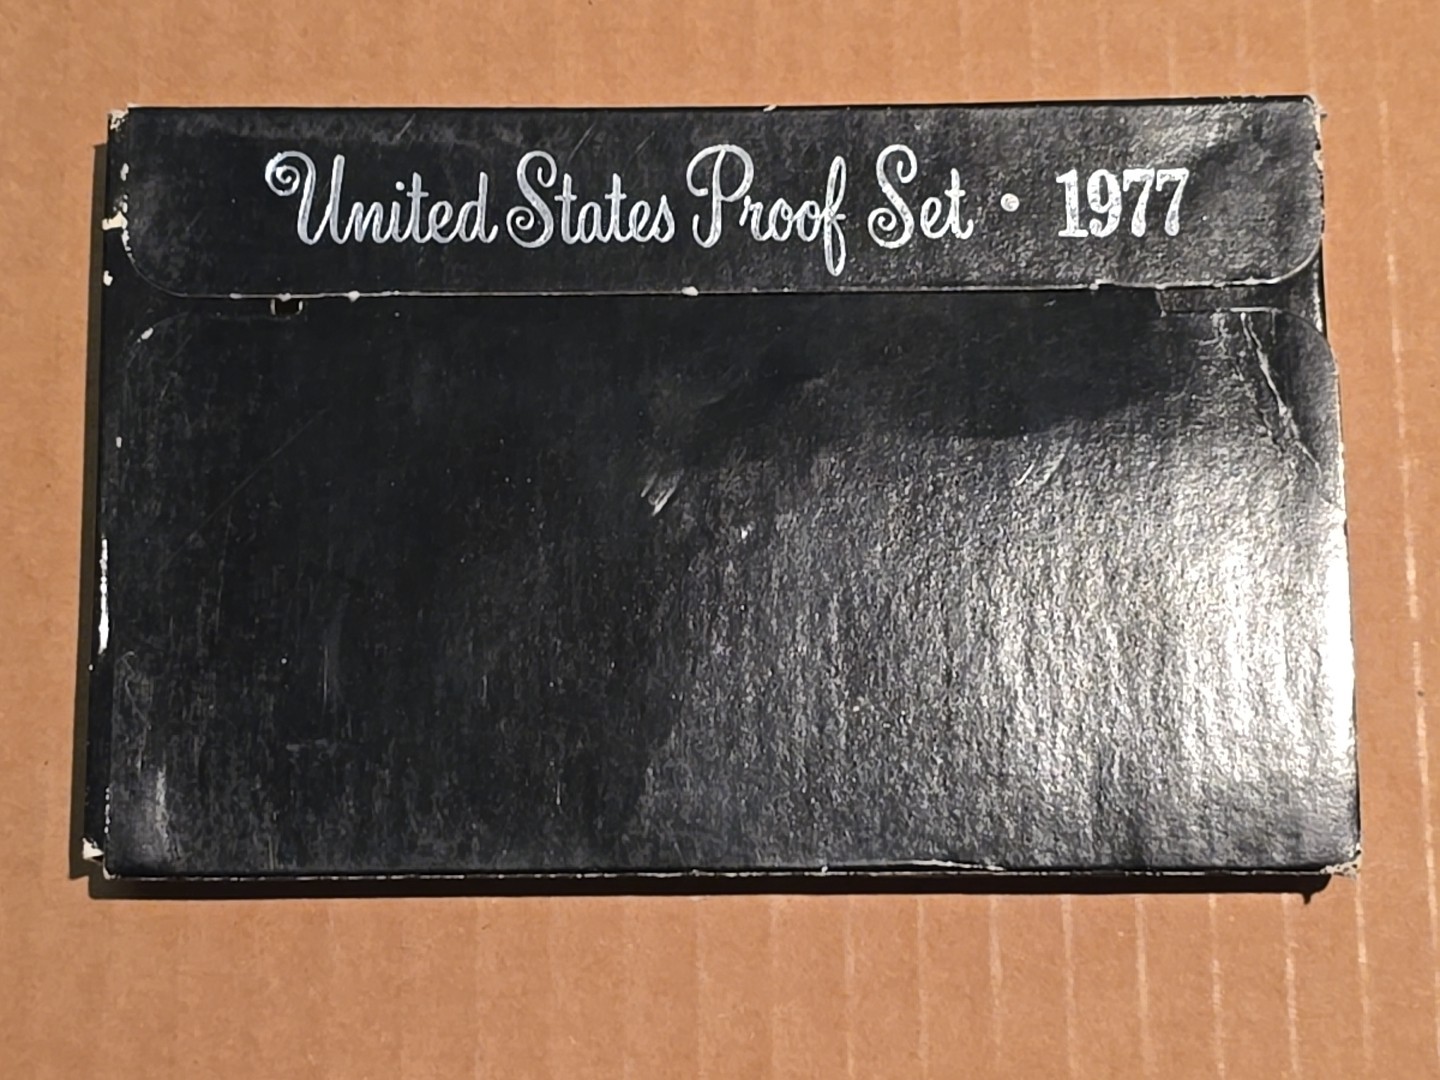 United States Proof Set • 1977